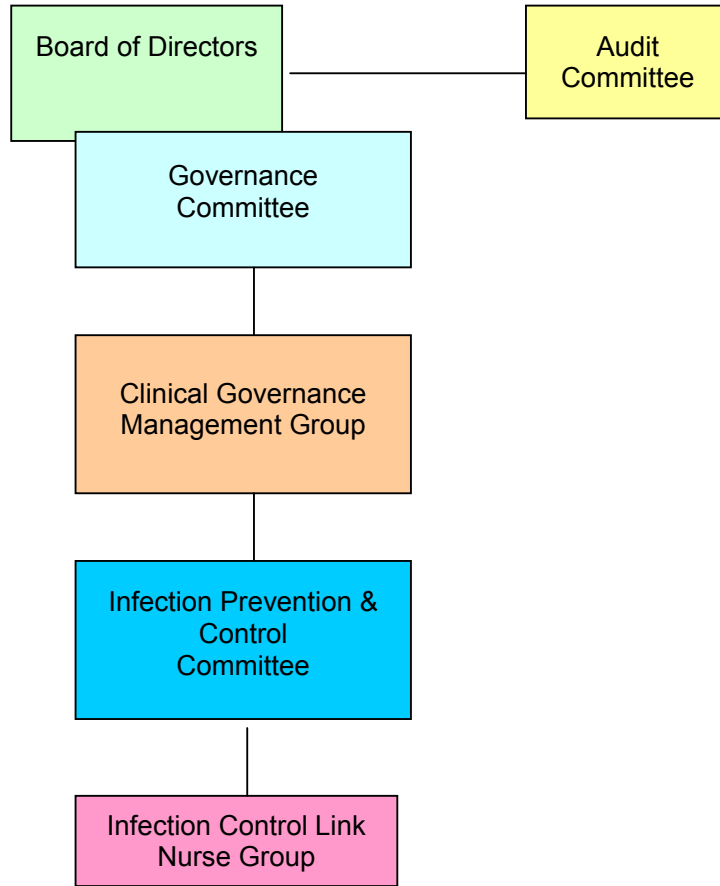 Board of Directors
Audit
Committee
Governance
Committee
Clinical Governance
Management Group
Infection Prevention &
Control
Committee
Infection Control Link
Nurse Group